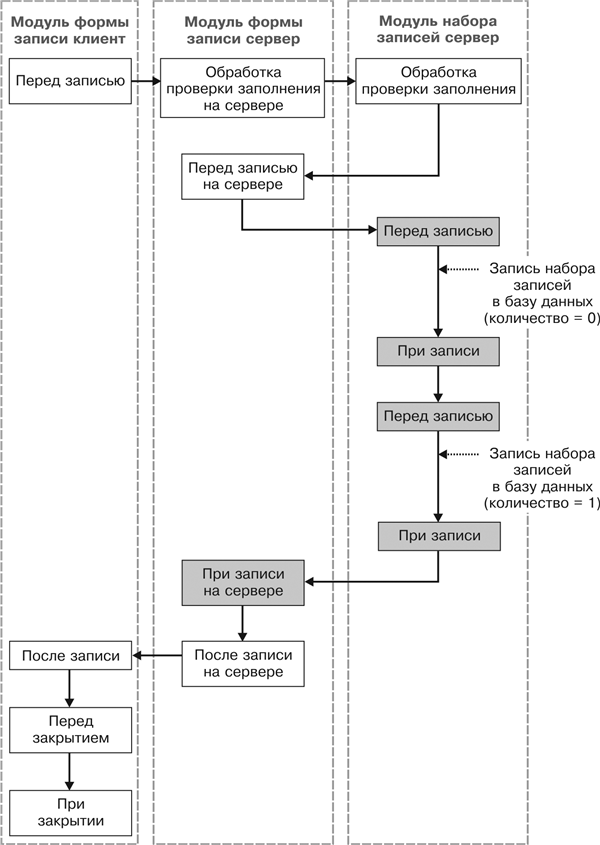 Модуль формы
записи клиент
Модуль формы
записи сервер
Модуль набора
записей сервер
Перед записью
Обработка
проверки заполнения
на сервере
Обработка
проверки заполнения
Перед записью
на сервере
Перед записью
Запись набора
записей
в базу данных
(количество = 0)
При записи
Перед записью
Запись набора
записей
в базу данных
(количество = 1)
При записи
При записи
на сервере
После записи
на сервере
После записи
Перед
закрытием
При
закрытии